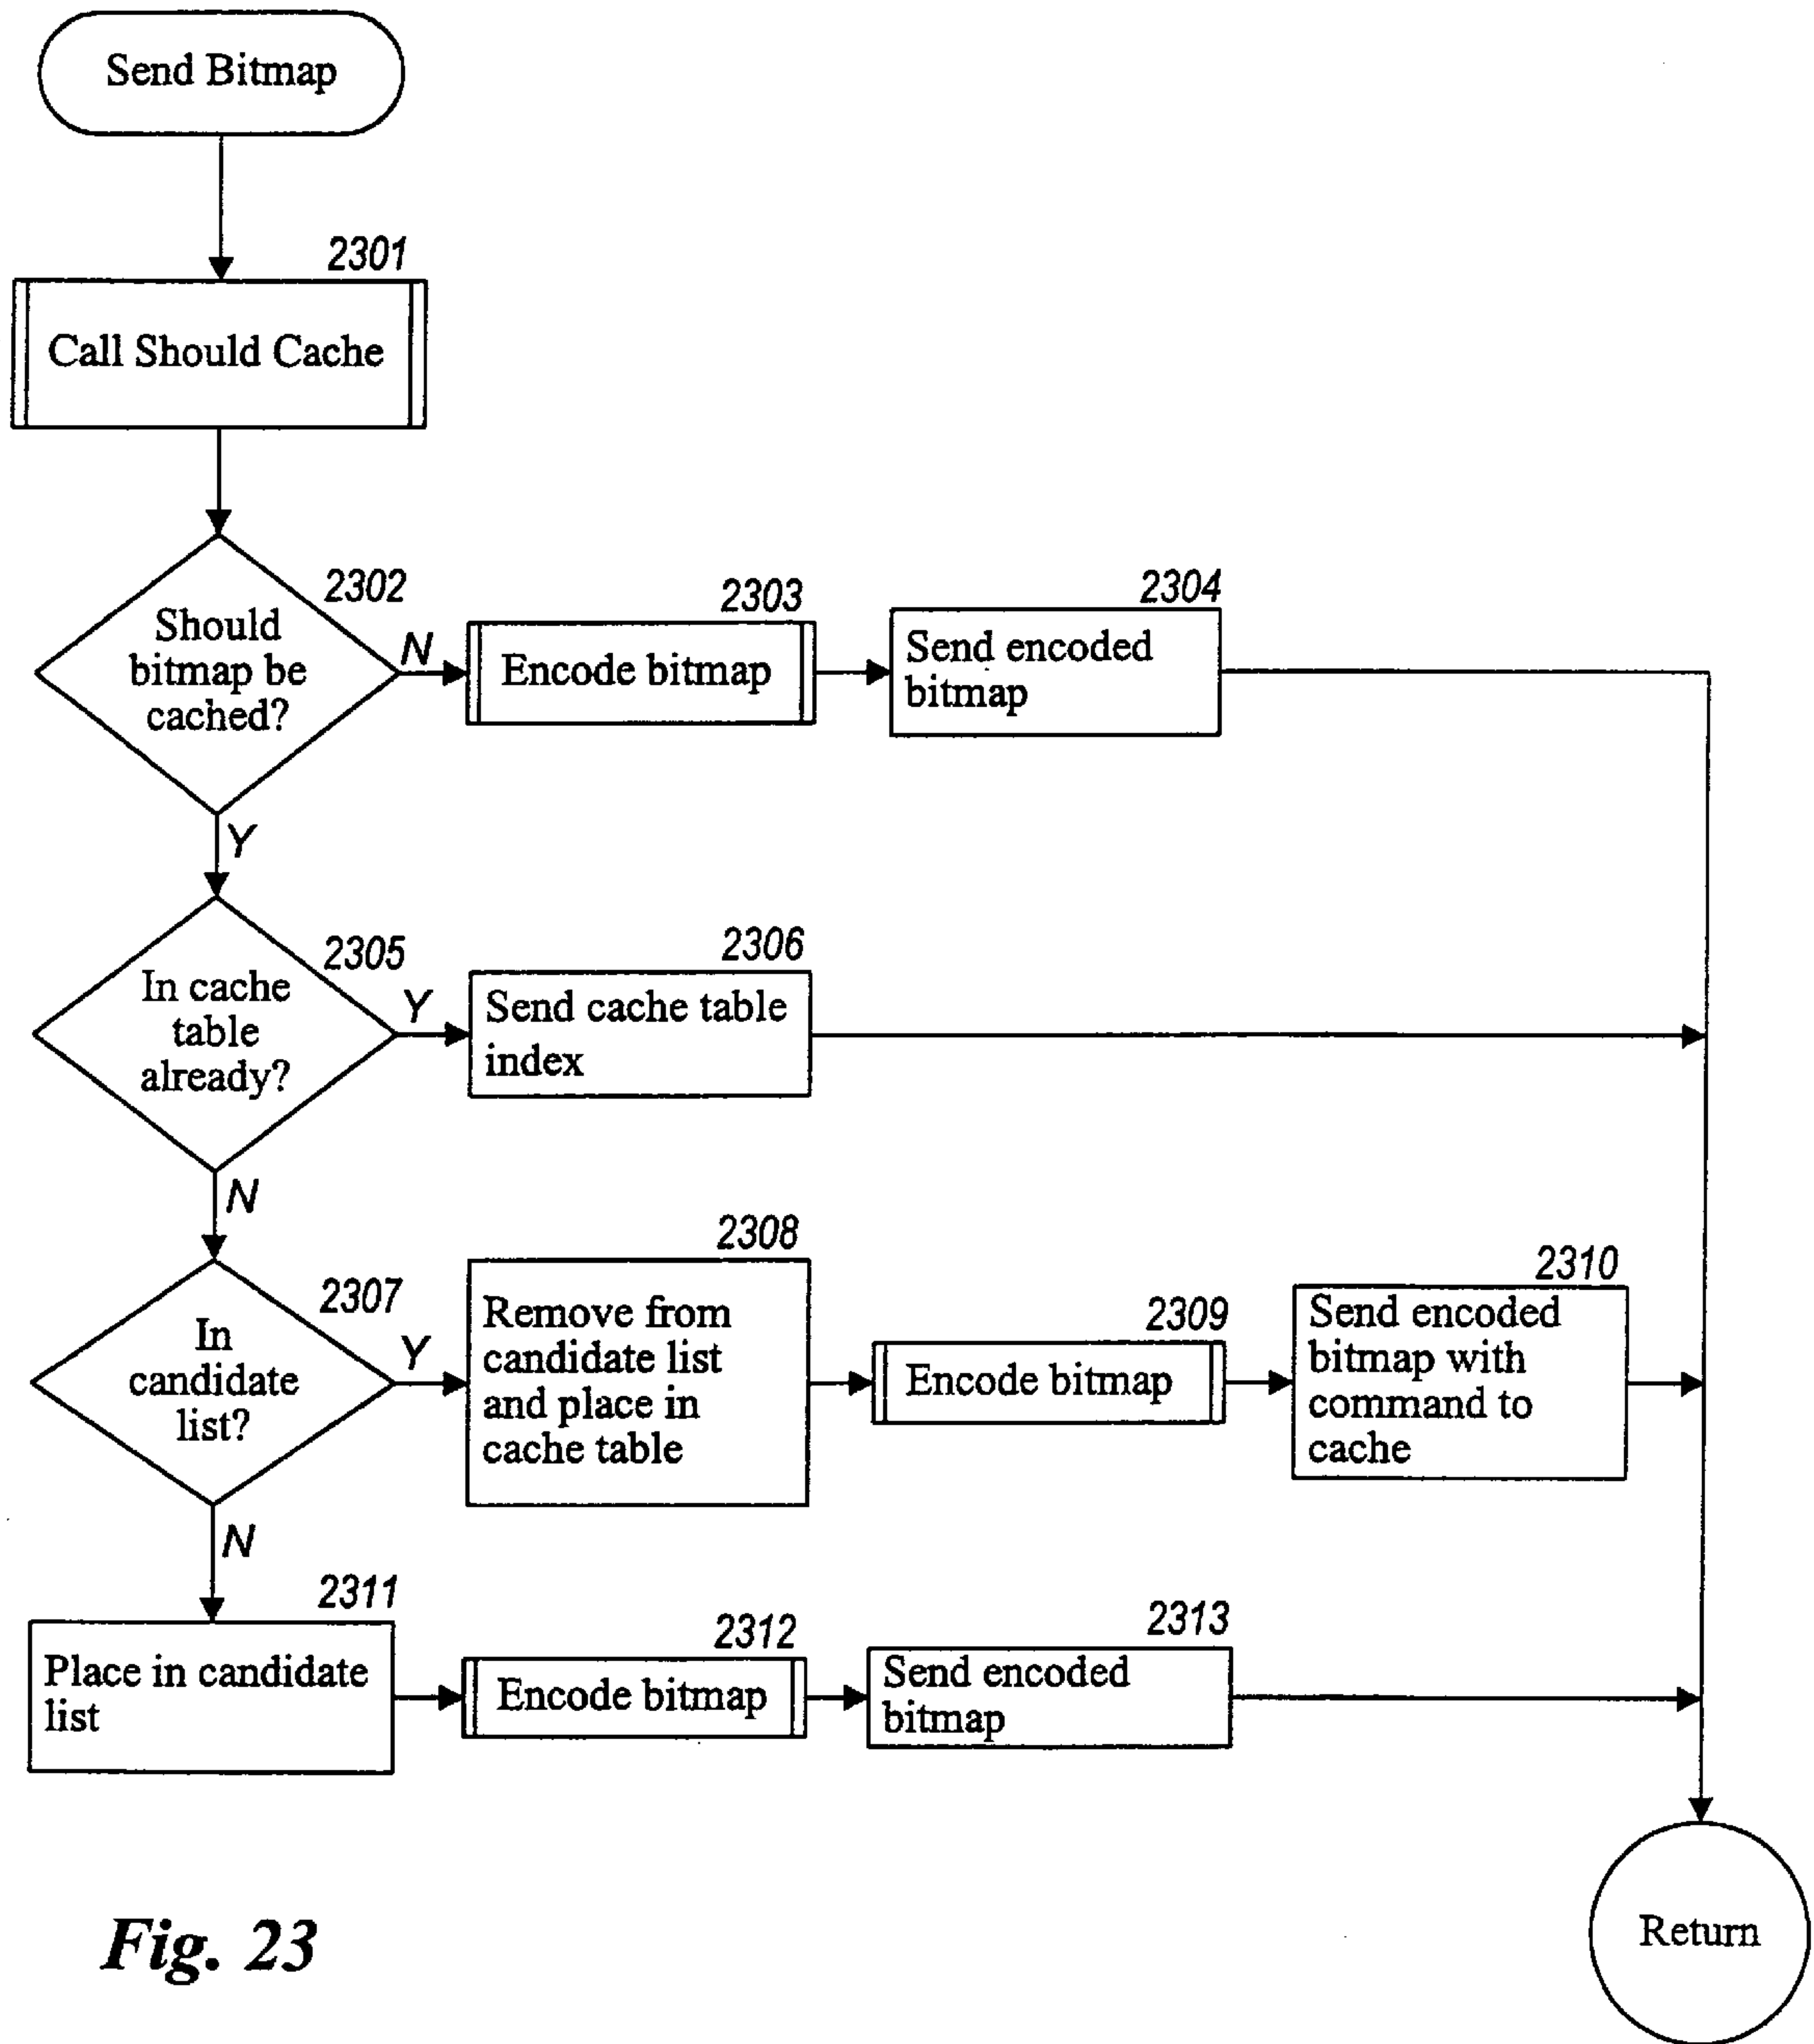 Send Bitmap
2301
Call Should Cache
2302
Should
bitmap be
cached?
N
2303
Encode bitmap
2304
Send encoded
bitmap
Y
2305
In cache
table
already?
Y
2306
Send cache table
index
N
2307
In
candidate
list?
Y
2308
Remove from
candidate list
and place in
cache table
2309
Encode bitmap
2310
Send encoded
bitmap with
command to
cache
N
2311
Place in candidate
list
2312
Encode bitmap
2313
Send encoded
bitmap
Return
Fig. 23